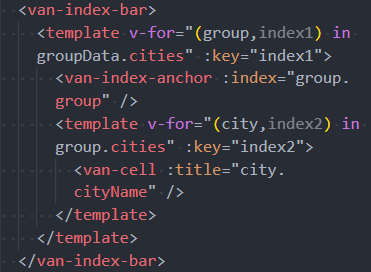 <van-index-bar>
<template v-for="(group,index1) in
groupData.cities" :key="index1">
<van-index-anchor :index="group.
group" />
<template v-for="(city,index2) in
group.cities" :key="index2">
<van-cell :title="city.
cityName" />
</template>
</template>
</van-index-bar>